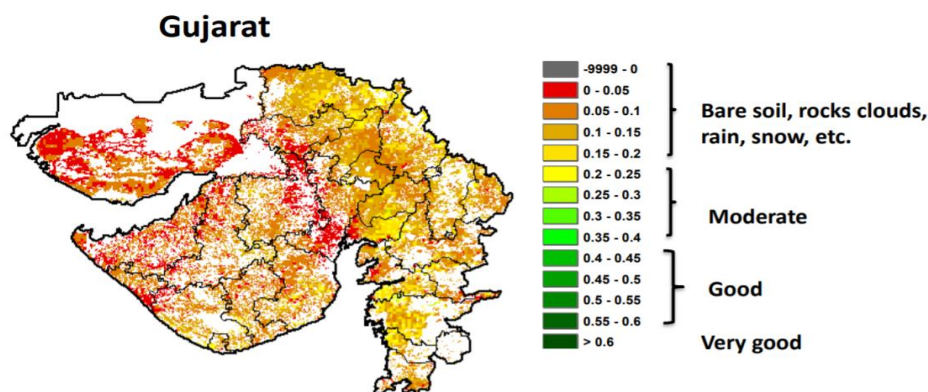 Gujarat
-9999 - 0
0 - 0.05
0.05 - 0.1
0.1 - 0.15
0.15 - 0.2
0.2 - 0.25
0.25 - 0.3
0.3 - 0.35
0.35 - 0.4
0.4 - 0.45
0.45 - 0.5
0.5 - 0.55
0.55 - 0.6
> 0.6
Bare soil, rocks clouds,
rain, snow, etc.
Moderate
Good
Very good